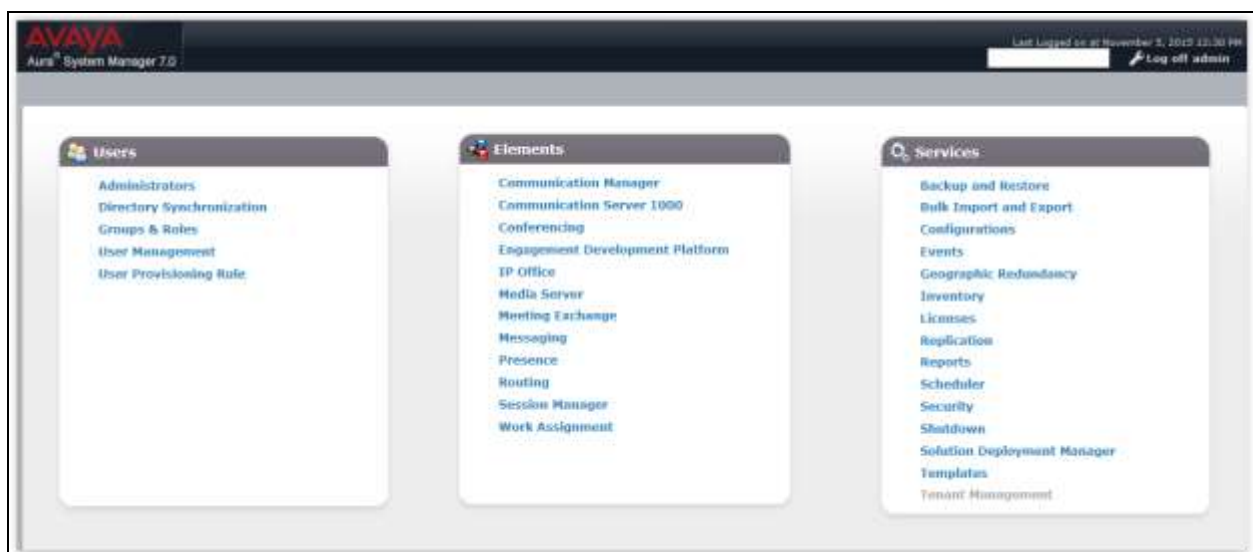 AVAYA
Aura® System Manager 7.0
Last Logged on at November 5, 2015 12:30 PM
Log off admin
Users
Administrators
Directory Synchronization
Groups & Roles
User Management
User Provisioning Rule
Elements
Communication Manager
Communication Server 1000
Conferencing
Engagement Development Platform
IP Office
Media Server
Meeting Exchange
Messaging
Presence
Routing
Session Manager
Work Assignment
Services
Backup and Restore
Bulk Import and Export
Configurations
Events
Geographic Redundancy
Inventory
Licenses
Replication
Reports
Scheduler
Security
Shutdown
Solution Deployment Manager
Templates
Tenant Management